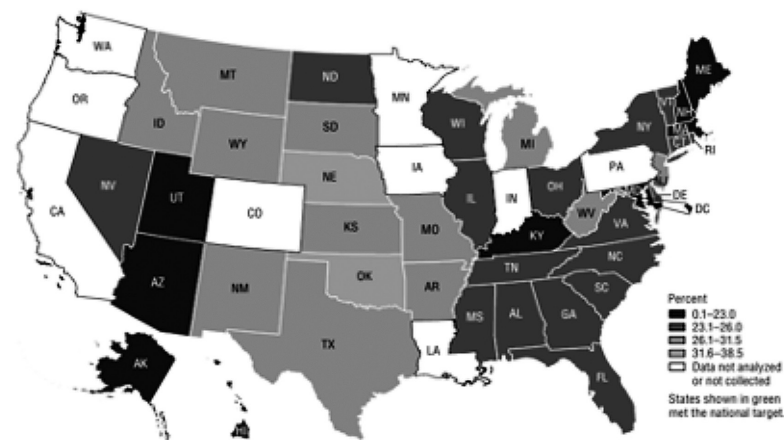 WA
MT
ND
MN
ME
OR
ID
SD
WI
MI
NY
VT
NH
MA
CT
RI
WY
IA
NE
PA
NV
UT
CO
IL
IN
OH
NJ
DE
DC
CA
KS
MO
WV
VA
KY
AZ
NM
OK
AR
TN
NC
SC
TX
MS
AL
GA
LA
AK
FL
HI
Percent
0.1–23.0
23.1–26.0
26.1–31.5
31.6–38.5
Data not analyzed
or not collected
States shown in green
met the national target.